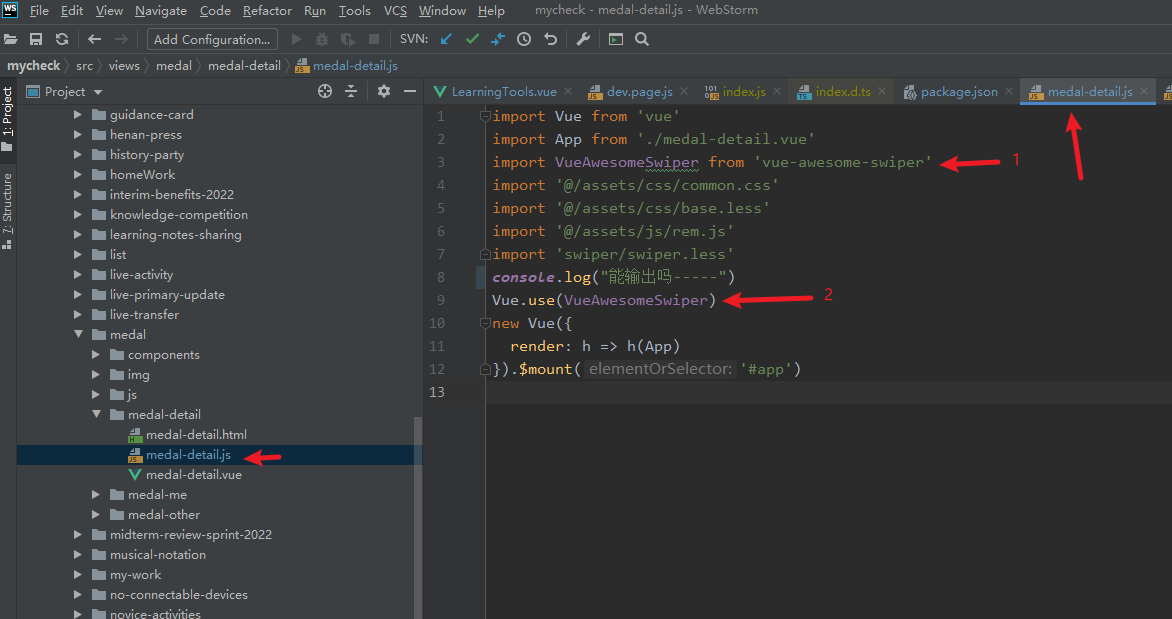 WS File Edit View Navigate Code Refactor Run Tools VCS Window Help mycheck - medal-detail.js - WebStorm
Add Configuration... SVN:
mycheck src views medal medal-detail medal-detail.js
Project LearningTools.vue dev.page.js index.js index.d.ts package.json medal-detail.js
1: Project
7: Structure
guidance-card
henan-press
history-party
homeWork
interim-benefits-2022
knowledge-competition
learning-notes-sharing
list
live-activity
live-primary-update
live-transfer
medal
components
img
js
medal-detail
medal-detail.html
medal-detail.js
medal-detail.vue
medal-me
medal-other
midterm-review-sprint-2022
musical-notation
my-work
no-connectable-devices
novice-activities
1 import Vue from 'vue'
2 import App from './medal-detail.vue'
3 import VueAwesomeSwiper from 'vue-awesome-swiper' 1
4 import '@/assets/css/common.css'
5 import '@/assets/css/base.less'
6 import '@/assets/js/rem.js'
7 import 'swiper/swiper.less'
8 console.log("能输出吗-----")
9 Vue.use(VueAwesomeSwiper) 2
10 new Vue({
11 render: h => h(App)
12 }).$mount( elementOrSelector: '#app')
13